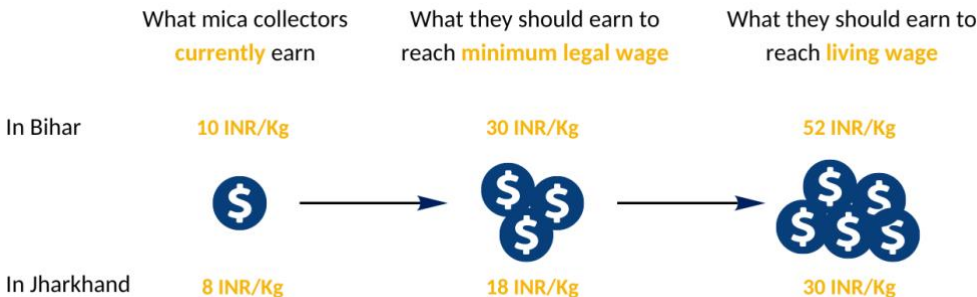 What mica collectors
currently earn
What they should earn to
reach minimum legal wage
What they should earn to
reach living wage
In Bihar
10 INR/Kg
30 INR/Kg
52 INR/Kg
$
$ $ $
$ $ $ $ $
In Jharkhand
8 INR/Kg
18 INR/Kg
30 INR/Kg